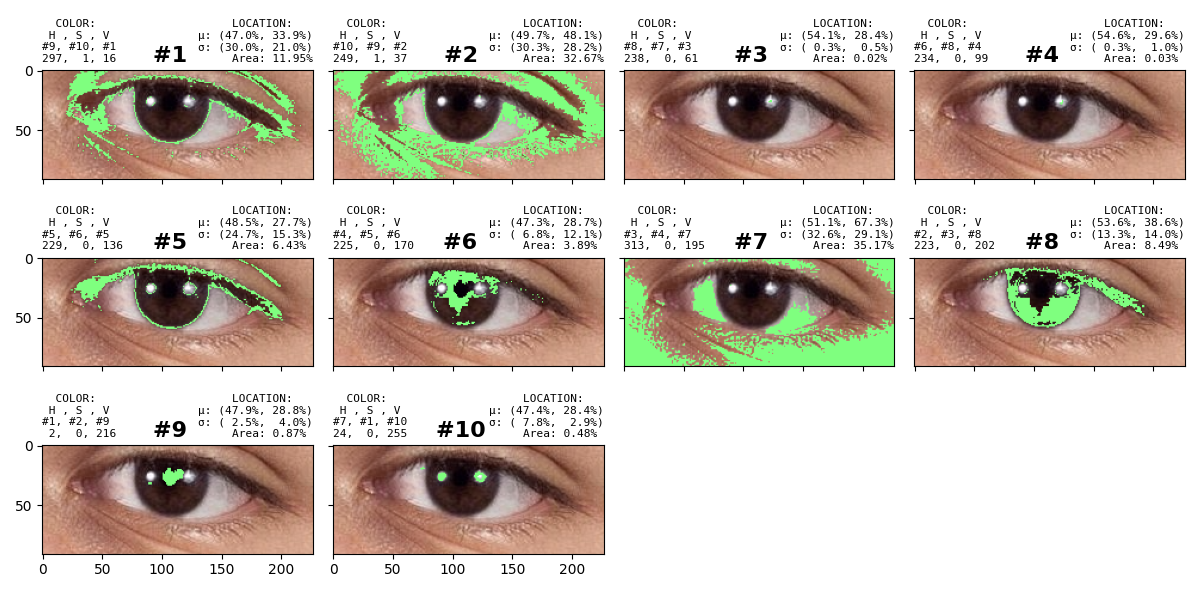 COLOR: LOCATION:
H , S , V μ: (47.0%, 33.9%)
#9, #10, #1 #1 σ: (30.0%, 21.0%)
297, 1, 16 Area: 11.95%
COLOR: LOCATION:
H , S , V μ: (49.7%, 48.1%)
#10, #9, #2 #2 σ: (30.3%, 28.2%)
249, 1, 37 Area: 32.67%
COLOR: LOCATION:
H , S , V μ: (54.1%, 28.4%)
#8, #7, #3 #3 σ: ( 0.3%, 0.5%)
238, 0, 61 Area: 0.02%
COLOR: LOCATION:
H , S , V μ: (54.6%, 29.6%)
#6, #8, #4 #4 σ: ( 0.3%, 1.0%)
234, 0, 99 Area: 0.03%
0
50
COLOR: LOCATION:
H , S , V μ: (48.5%, 27.7%)
#5, #6, #5 #5 σ: (24.7%, 15.3%)
229, 0, 136 Area: 6.43%
COLOR: LOCATION:
H , S , V μ: (47.3%, 28.7%)
#4, #5, #6 #6 σ: ( 6.8%, 12.1%)
225, 0, 170 Area: 3.89%
COLOR: LOCATION:
H , S , V μ: (51.1%, 67.3%)
#3, #4, #7 #7 σ: (32.6%, 29.1%)
313, 0, 195 Area: 35.17%
COLOR: LOCATION:
H , S , V μ: (53.6%, 38.6%)
#2, #3, #8 #8 σ: (13.3%, 14.0%)
223, 0, 202 Area: 8.49%
0
50
COLOR: LOCATION:
H , S , V μ: (47.9%, 28.8%)
#1, #2, #9 #9 σ: ( 2.5%, 4.0%)
2, 0, 216 Area: 0.87%
COLOR: LOCATION:
H , S , V μ: (47.4%, 28.4%)
#7, #1, #10 #10 σ: ( 7.8%, 2.9%)
24, 0, 255 Area: 0.48%
0
50
0 50 100 150 200
0 50 100 150 200